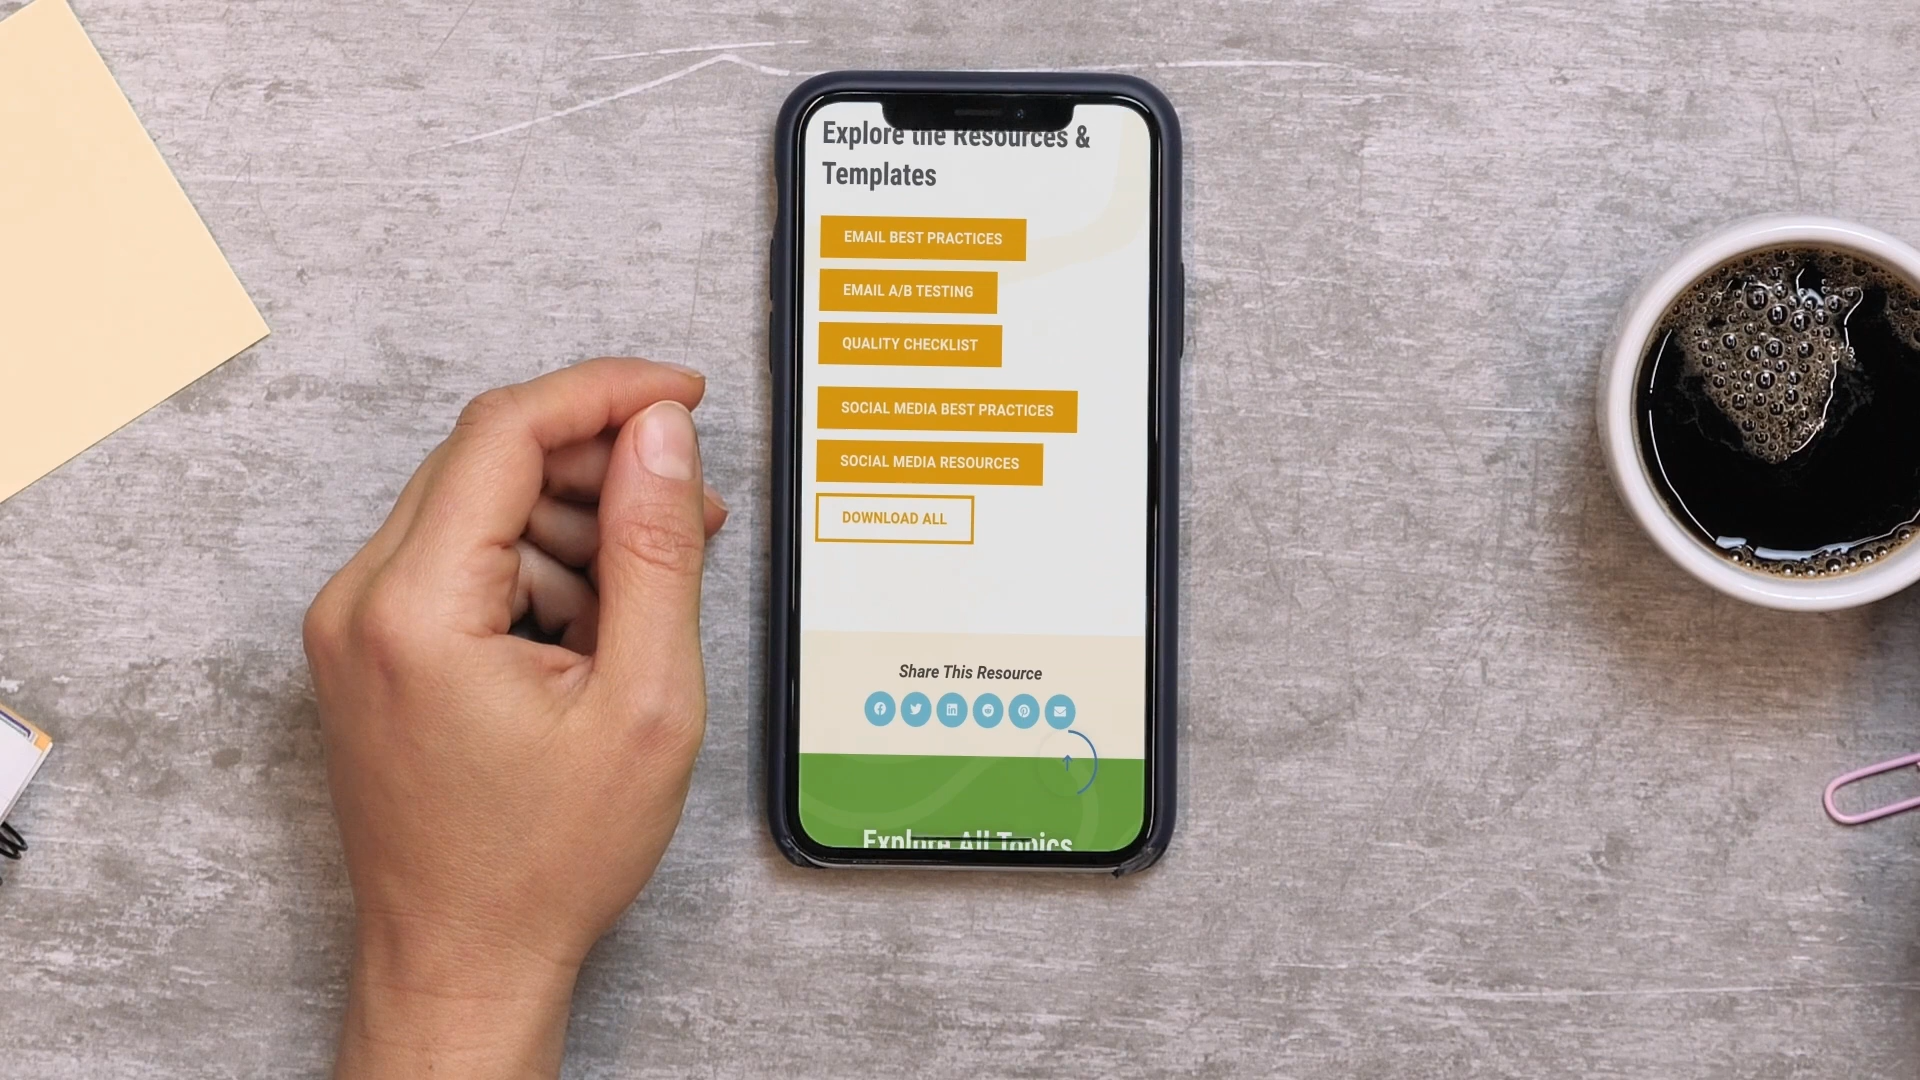 Explore the Resources &
Templates
EMAIL BEST PRACTICES
EMAIL A/B TESTING
QUALITY CHECKLIST
SOCIAL MEDIA BEST PRACTICES
SOCIAL MEDIA RESOURCES
DOWNLOAD ALL
Share This Resource
Explore All Topics